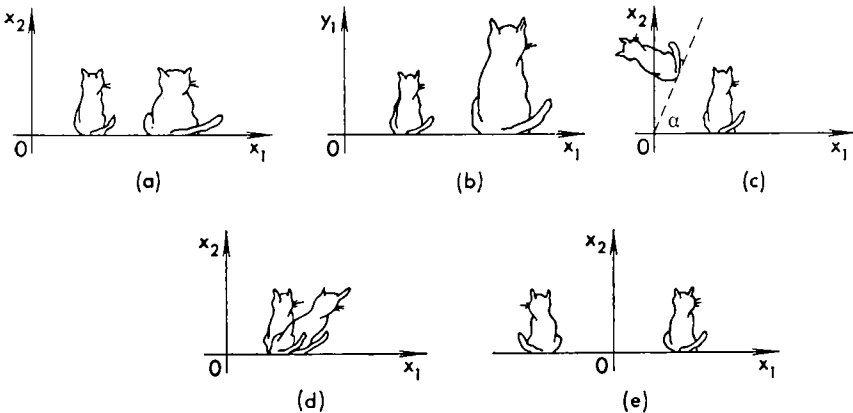 x₂
0
x₁
(a)
y₁
0
x₁
(b)
x₂
α
0
x₁
(c)
x₂
0
x₁
(d)
x₂
0
x₁
(e)